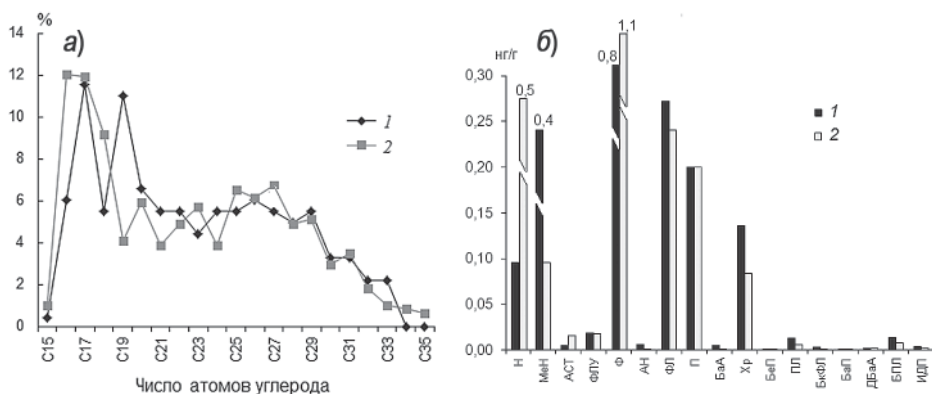 %
а)
14
12
10
8
6
4
2
0
1
2
C15
C17
C19
C21
C23
C25
C27
C29
C31
C33
C35
Число атомов углерода
б)
нг/г
0,30
0,25
0,20
0,15
0,10
0,05
0,00
0,5
0,4
0,8
1,1
1
2
Н
МеН
АСТ
ФЛУ
Ф
АН
ФЛ
П
БаА
Хр
БеП
ПЛ
БкФЛ
БаП
ДБаА
БПЛ
ИДП